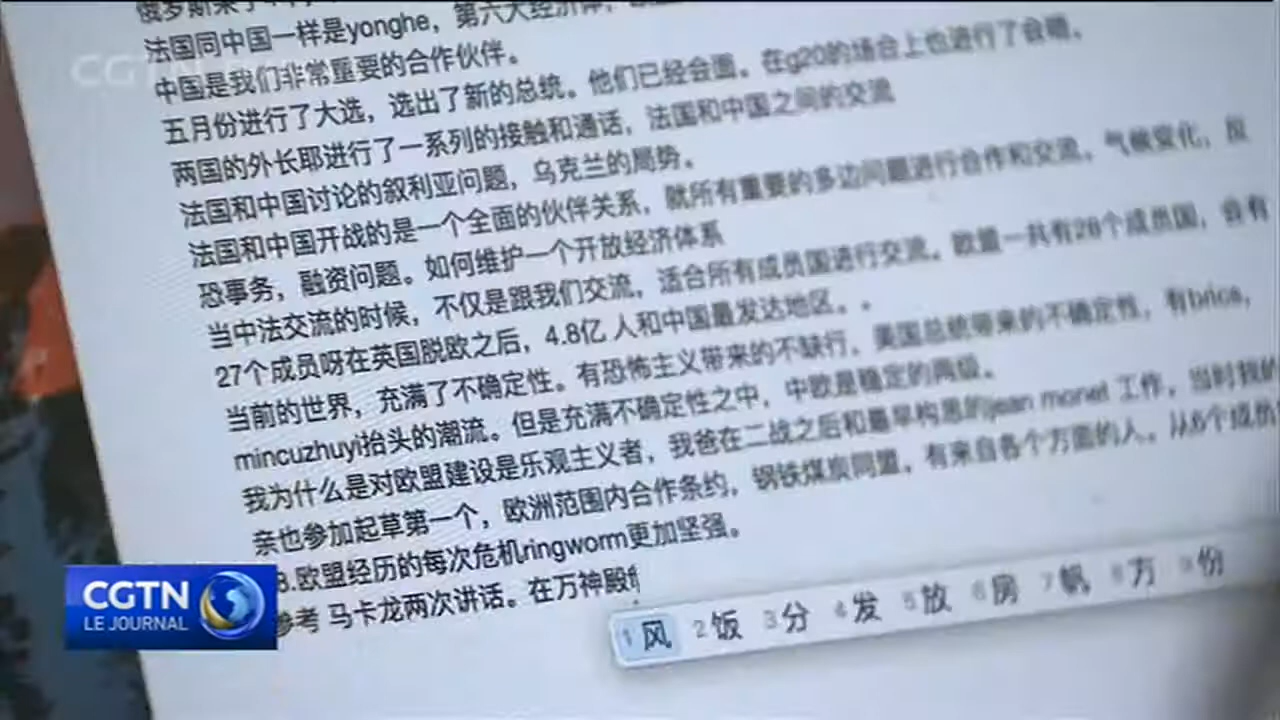 法国同中国一样是yonghe，第六大经济体，
中国是我们非常重要的合作伙伴。
五月份进行了大选，选出了新的总统。他们已经会面。在g20的场合上也进行了会晤。
两国的外长耶进行了一系列的接触和通话，法国和中国之间的交流
法国和中国讨论的叙利亚问题，乌克兰的局势。
法国和中国开战的是一个全面的伙伴关系，就所有重要的多边问题进行合作和交流。气候变化，反
恐事务，融资问题。如何维护一个开放经济体系
当中法交流的时候，不仅是跟我们交流，适合所有成员国进行交流。欧盟一共有28个成员国，会有
27个成员呀在英国脱欧之后，4.8亿 人和中国最发达地区。。
当前的世界，充满了不确定性。有恐怖主义带来的不缺行，美国总统带来的不确定性，有brics，
mincuzhuyi抬头的潮流。但是充满不确定性之中，中欧是稳定的两级。
我为什么是对欧盟建设是乐观主义者，我爸在二战之后和最早构思的jean monet 工作，当时我的
亲也参加起草第一个，欧洲范围内合作条约，钢铁煤炭同盟，有来自各个方面的人。从6个成员
.欧盟经历的每次危机ringworm更加坚强。
参考 马卡龙两次讲话。在万神殿f
1 风 2 饭 3 分 4 发 5 放 6 房 7 帆 8 方 9 份
CGTN
CGTN
LE JOURNAL